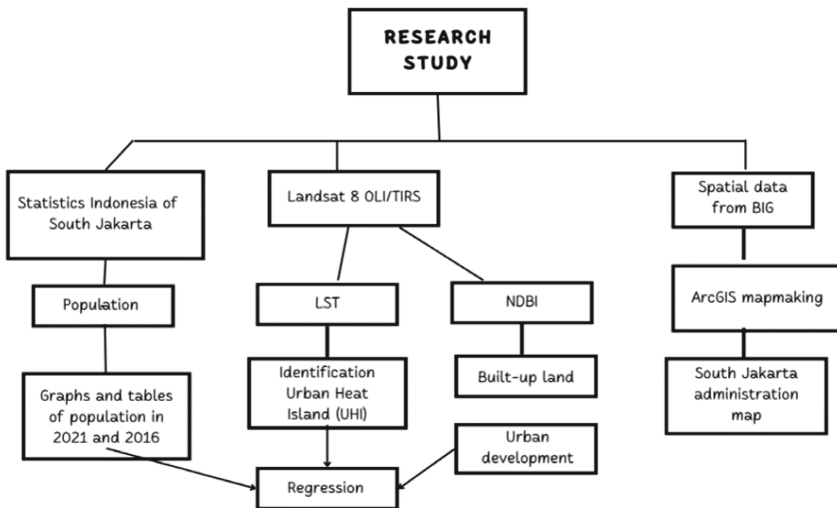 RESEARCH
STUDY
Statistics Indonesia of
South Jakarta
Landsat 8 OLI/TIRS
Spatial data
from BIG
Population
LST
NDBI
ArcGIS mapmaking
Graphs and tables
of population in
2021 and 2016
Identification
Urban Heat
Island (UHI)
Built-up land
South Jakarta
administration
map
Urban
development
Regression